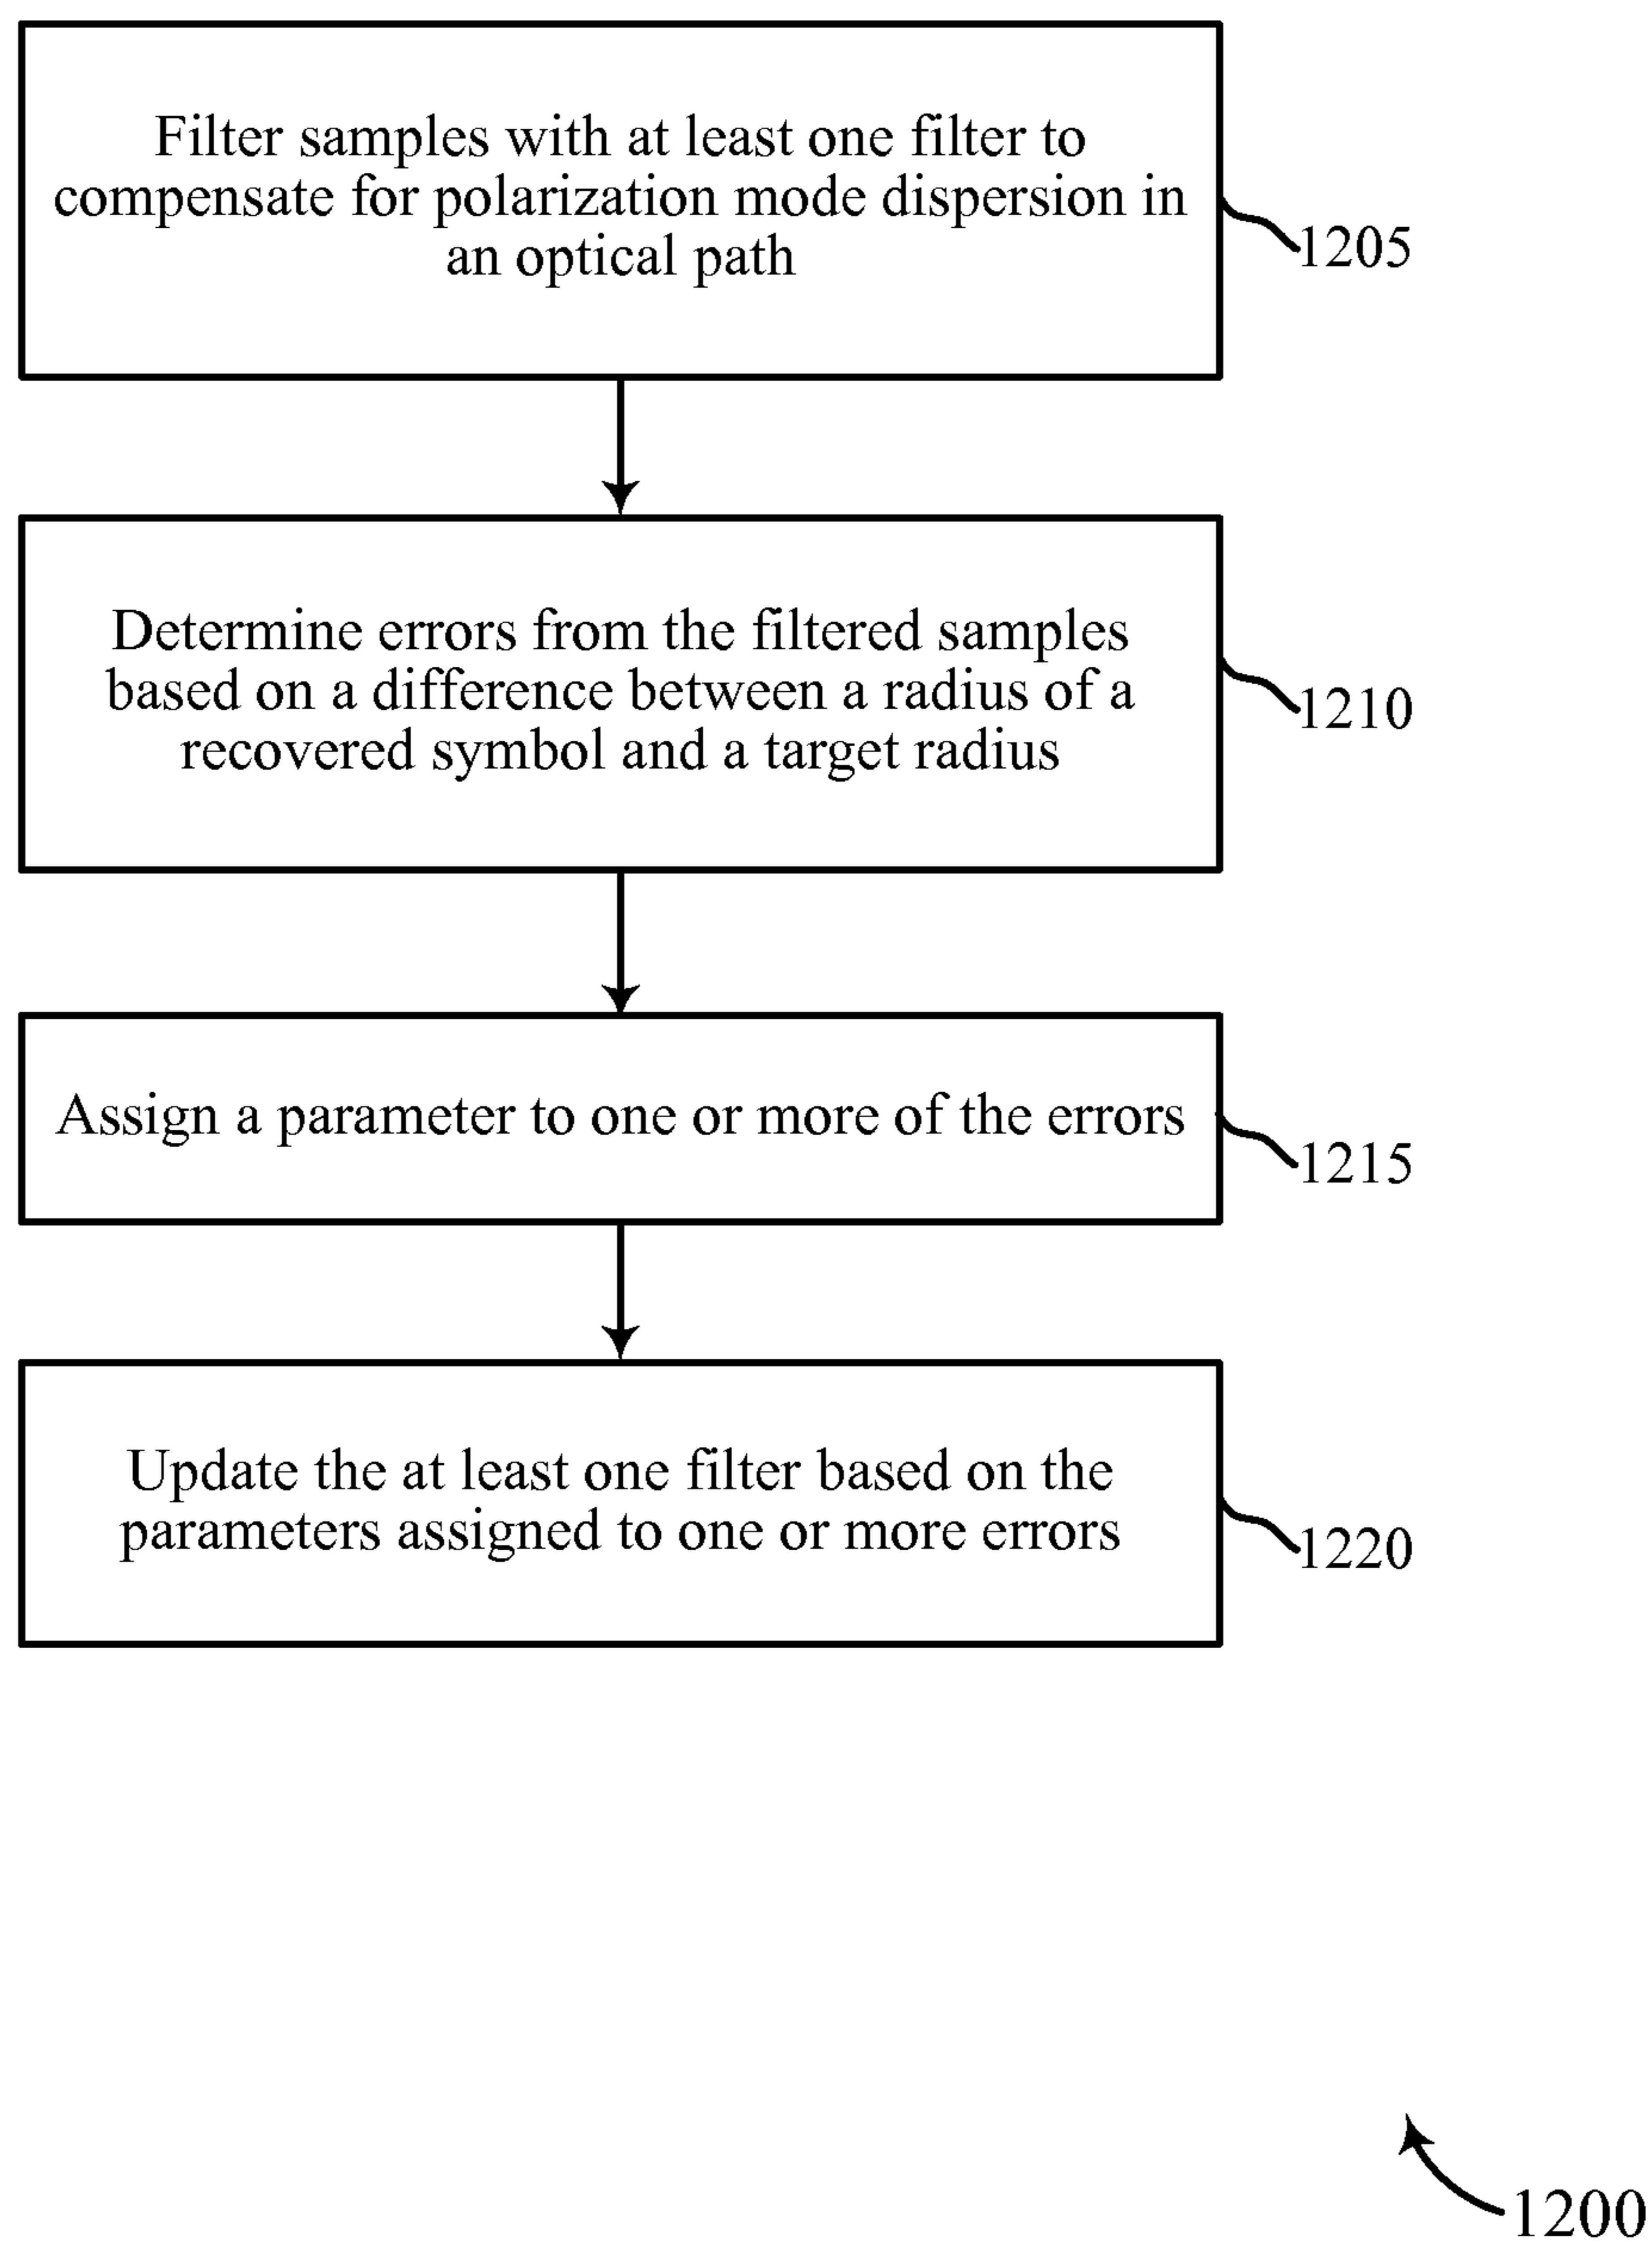 Filter samples with at least one filter to
compensate for polarization mode dispersion in
an optical path
1205
Determine errors from the filtered samples
based on a difference between a radius of a
recovered symbol and a target radius
1210
Assign a parameter to one or more of the errors
1215
Update the at least one filter based on the
parameters assigned to one or more errors
1220
1200